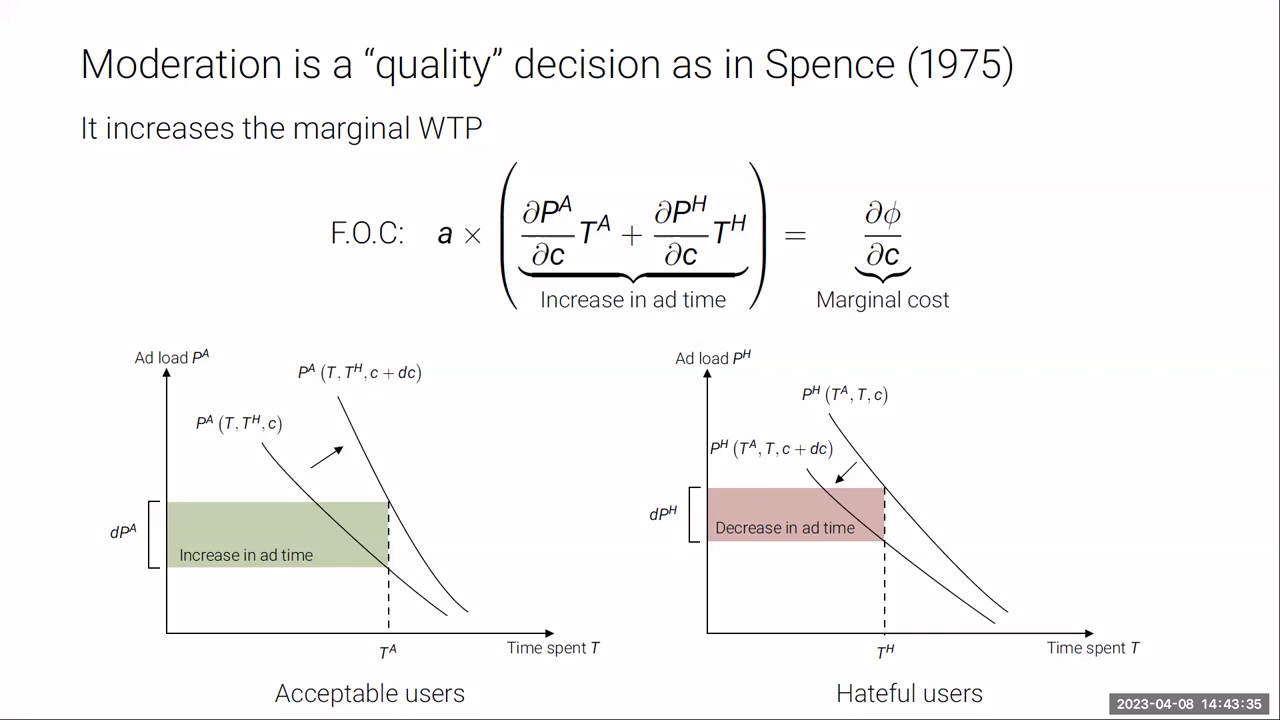 Moderation is a “quality” decision as in Spence (1975)
It increases the marginal WTP
F.O.C: a × ( ∂P^A/∂c T^A + ∂P^H/∂c T^H ) = ∂ϕ/∂c
Increase in ad time
Marginal cost
Ad load P^A
P^A (T, T^H, c + dc)
P^A (T, T^H, c)
dP^A
Increase in ad time
T^A
Time spent T
Acceptable users
Ad load P^H
P^H (T^A, T, c)
P^H (T^A, T, c + dc)
dP^H
Decrease in ad time
T^H
Time spent T
Hateful users
2023-04-08 14:43:35